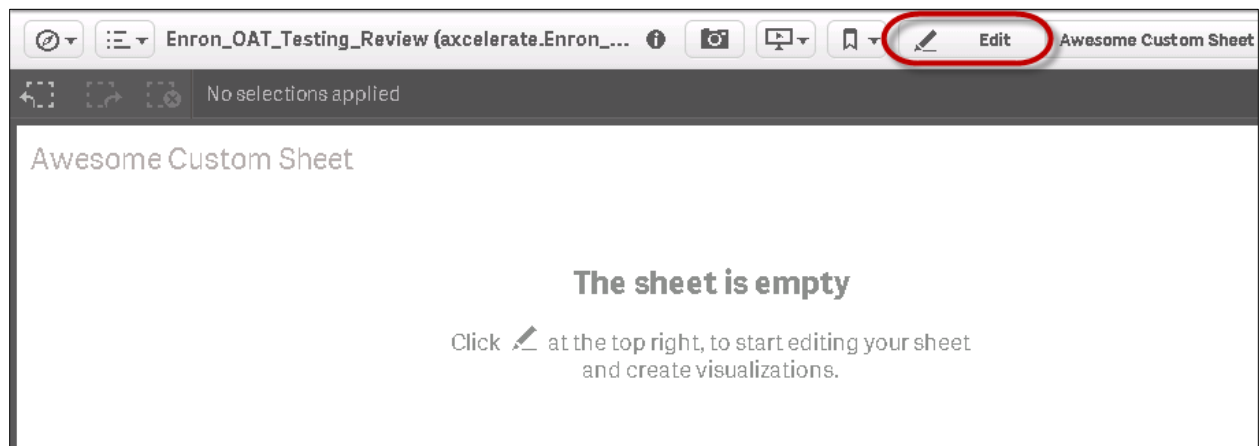 Enron_OAT_Testing_Review (axcelerate.Enron_... Edit Awesome Custom Sheet
No selections applied
Awesome Custom Sheet
The sheet is empty
Click at the top right, to start editing your sheet
and create visualizations.